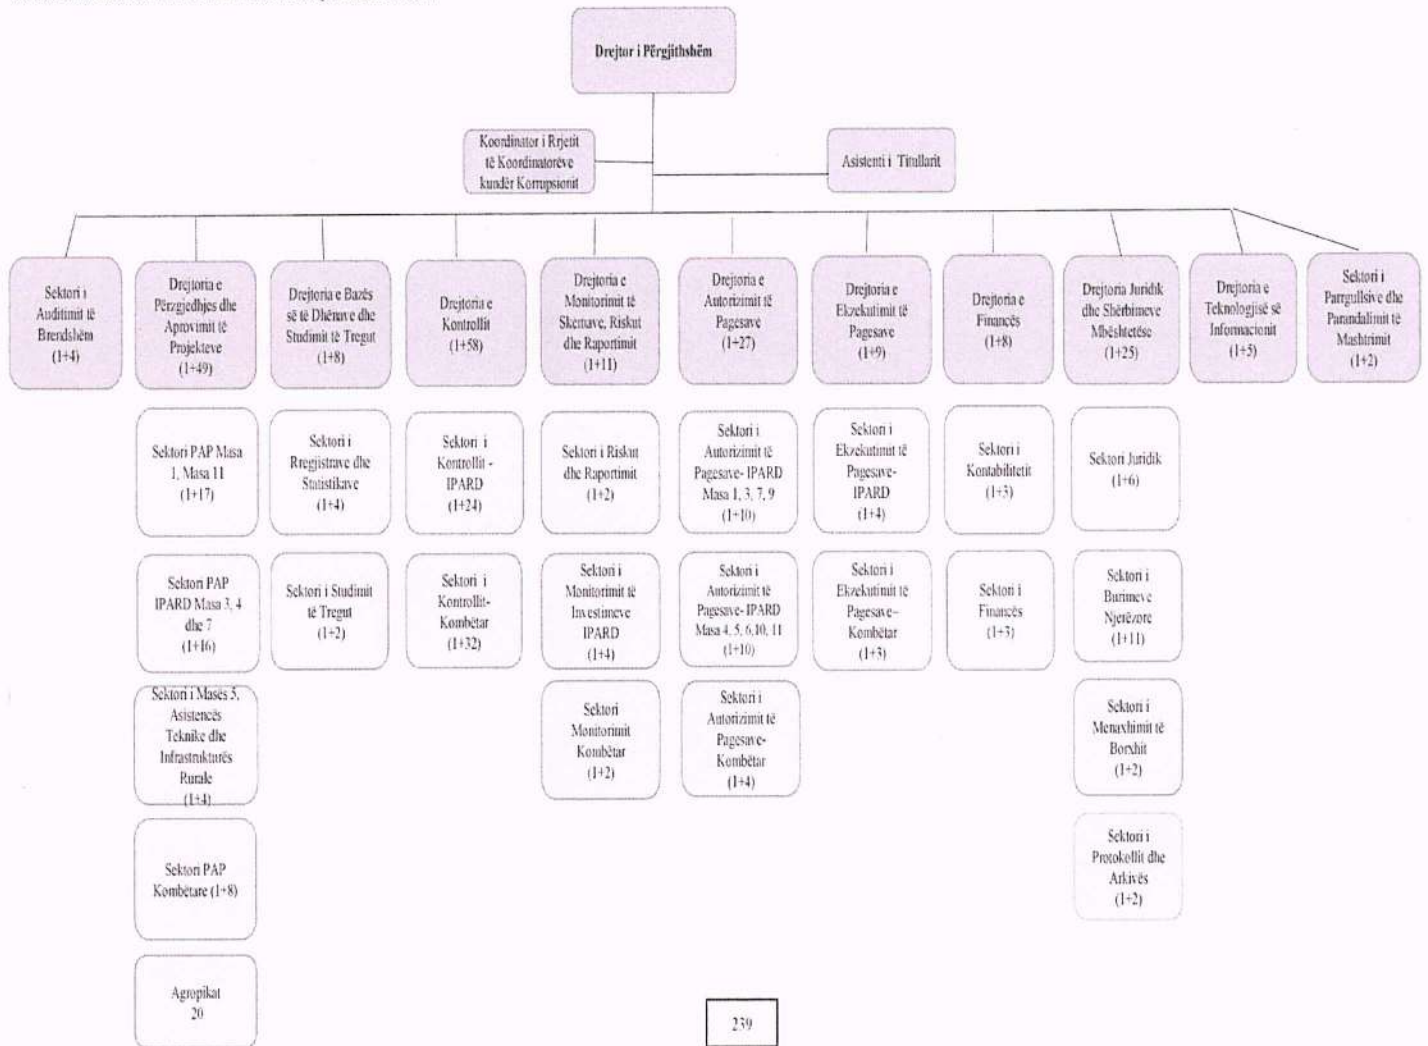 Drejtor i Përgjithshëm
Koordinator i Rrjetit
të Koordinatorëve
kundër Korrupsionit
Asistenti i Titullarit
Sektori i
Auditimit të
Brendshëm
(1+4)
Drejtoria e
Përzgjedhjes dhe
Aprovimit të
Projekteve
(1+49)
Drejtoria e Bazës
së të Dhënave dhe
Studimit të Tregut
(1+8)
Drejtoria e
Kontrollit
(1+58)
Drejtoria e
Monitorimit të
Skemave, Riskut
dhe Raportimit
(1+11)
Drejtoria e
Autorizimit të
Pagesave
(1+27)
Drejtoria e
Ekzekutimit të
Pagesave
(1+9)
Drejtoria e
Financës
(1+8)
Drejtoria Juridik
dhe Shërbimeve
Mbështetëse
(1+25)
Drejtoria e
Teknologjisë së
Informacionit
(1+5)
Sektori i
Parrgullsive dhe
Parandalimit të
Mashtrimit
(1+2)
Sektori PAP Masa
1, Masa 11
(1+17)
Sektori i
Rregjistrave dhe
Statistikave
(1+4)
Sektori i
Kontrollit -
IPARD
(1+24)
Sektori i Riskut
dhe Raportimit
(1+2)
Sektori i
Autorizimit të
Pagesave- IPARD
Masa 1, 3, 7, 9
(1+10)
Sektori i
Ekzekutimit të
Pagesave-
IPARD
(1+4)
Sektori i
Kontabilitetit
(1+3)
Sektori Juridik
(1+6)
Sektori PAP
IPARD Masa 3, 4
dhe 7
(1+16)
Sektori i Studimit
të Tregut
(1+2)
Sektori i
Kontrollit-
Kombëtar
(1+32)
Sektori i
Monitorimit të
Investimeve
IPARD
(1+4)
Sektori i
Autorizimit të
Pagesave- IPARD
Masa 4, 5, 6,10, 11
(1+10)
Sektori i
Ekzekutimit të
Pagesave–
Kombëtar
(1+3)
Sektori i
Financës
(1+3)
Sektori i
Burimeve
Njerëzore
(1+11)
Sektori i Masës 5,
Asistencës
Teknike dhe
Infrastrukturës
Rurale
(1+4)
Sektori
Monitorimit
Kombëtar
(1+2)
Sektori i
Autorizimit të
Pagesave-
Kombëtar
(1+4)
Sektori i
Menaxhimit të
Borxhit
(1+2)
Sektori PAP
Kombëtare (1+8)
Sektori i
Protokollit dhe
Arkivës
(1+2)
Agropikat
20
239